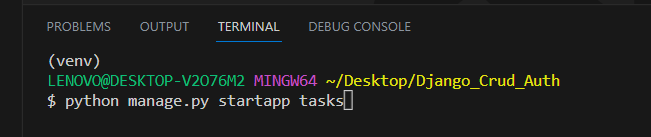 PROBLEMS OUTPUT TERMINAL DEBUG CONSOLE
(venv)
LENOVO@DESKTOP-V2O76M2 MINGW64 ~/Desktop/Django_Crud_Auth
$ python manage.py startapp tasks